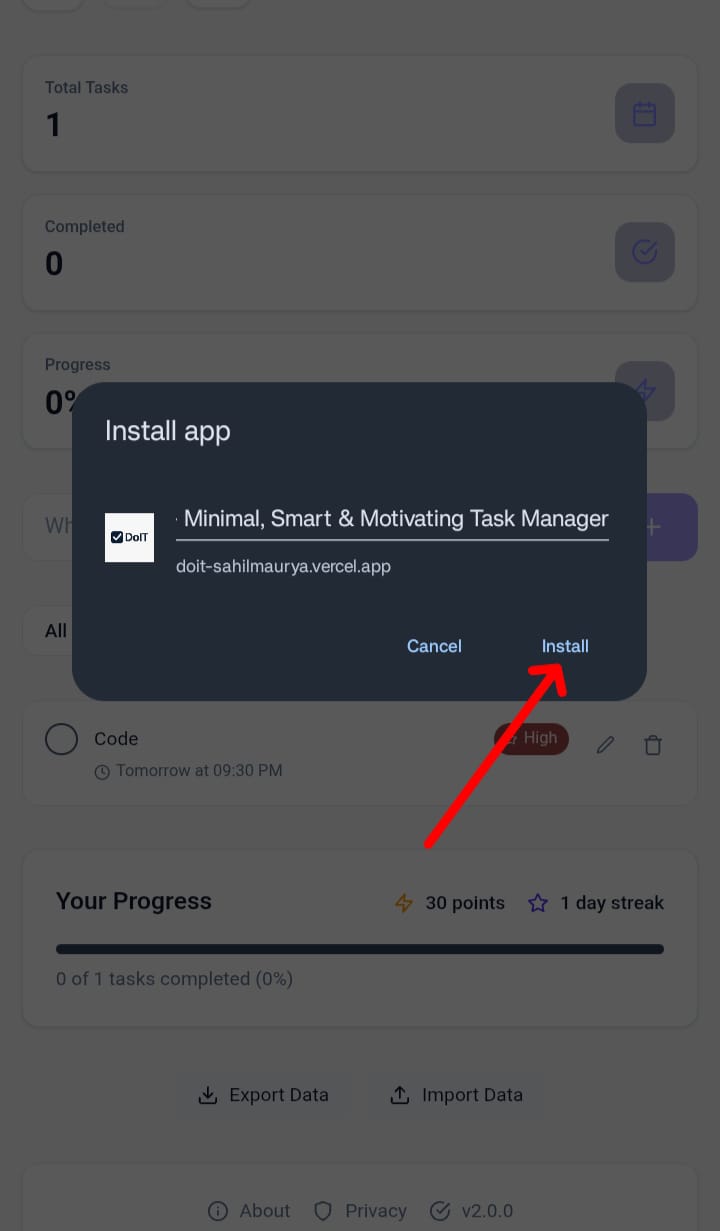 Total Tasks
1
Completed
0
Progress
0%
Install app
- Minimal, Smart & Motivating Task Manager
DoIT
doit-sahilmaurya.vercel.app
Cancel Install
All
Code High
Tomorrow at 09:30 PM
Your Progress 30 points 1 day streak
0 of 1 tasks completed (0%)
Export Data Import Data
About Privacy v2.0.0